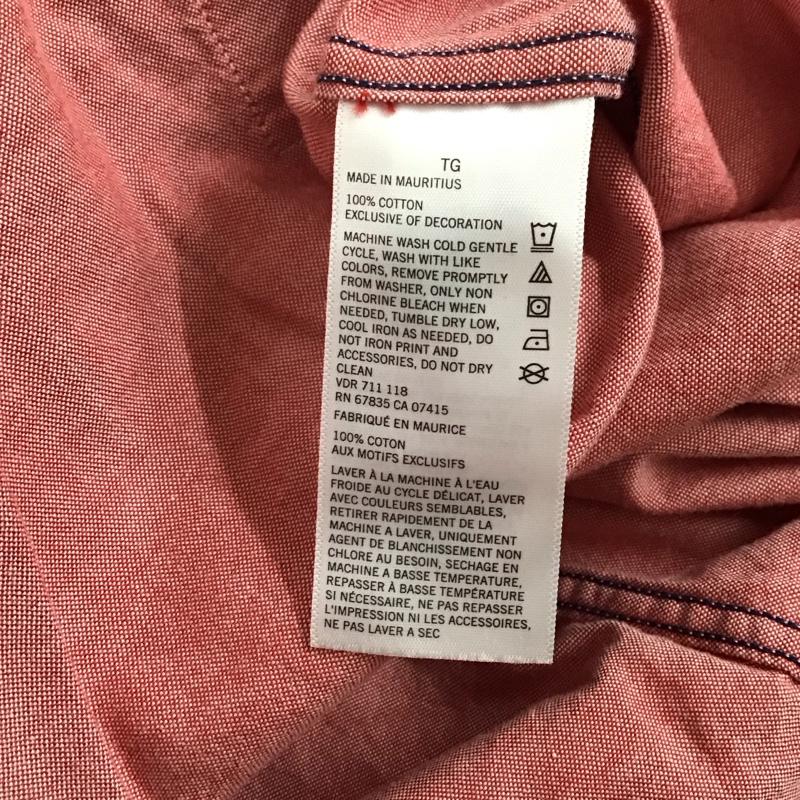 TG
MADE IN MAURITIUS
100% COTTON
EXCLUSIVE OF DECORATION
MACHINE WASH COLD GENTLE
CYCLE, WASH WITH LIKE
COLORS, REMOVE PROMPTLY
FROM WASHER, ONLY NON
CHLORINE BLEACH WHEN
NEEDED, TUMBLE DRY LOW,
COOL IRON AS NEEDED, DO
NOT IRON PRINT AND
ACCESSORIES, DO NOT DRY
CLEAN
VDR 711 118
RN 67835 CA 07415
FABRIQUÉ EN MAURICE
100% COTON
AUX MOTIFS EXCLUSIFS
LAVER À LA MACHINE À L'EAU
FROIDE AU CYCLE DÉLICAT, LAVER
AVEC COULEURS SEMBLABLES,
RETIRER RAPIDEMENT DE LA
MACHINE A LAVER, UNIQUEMENT
AGENT DE BLANCHISSEMENT NON
CHLORE AU BESOIN, SECHAGE EN
MACHINE A BASSE TEMPERATURE,
REPASSER À BASSE TEMPÉRATURE
SI NÉCESSAIRE, NE PAS REPASSER
L'IMPRESSION NI LES ACCESSOIRES,
NE PAS LAVER A SEC